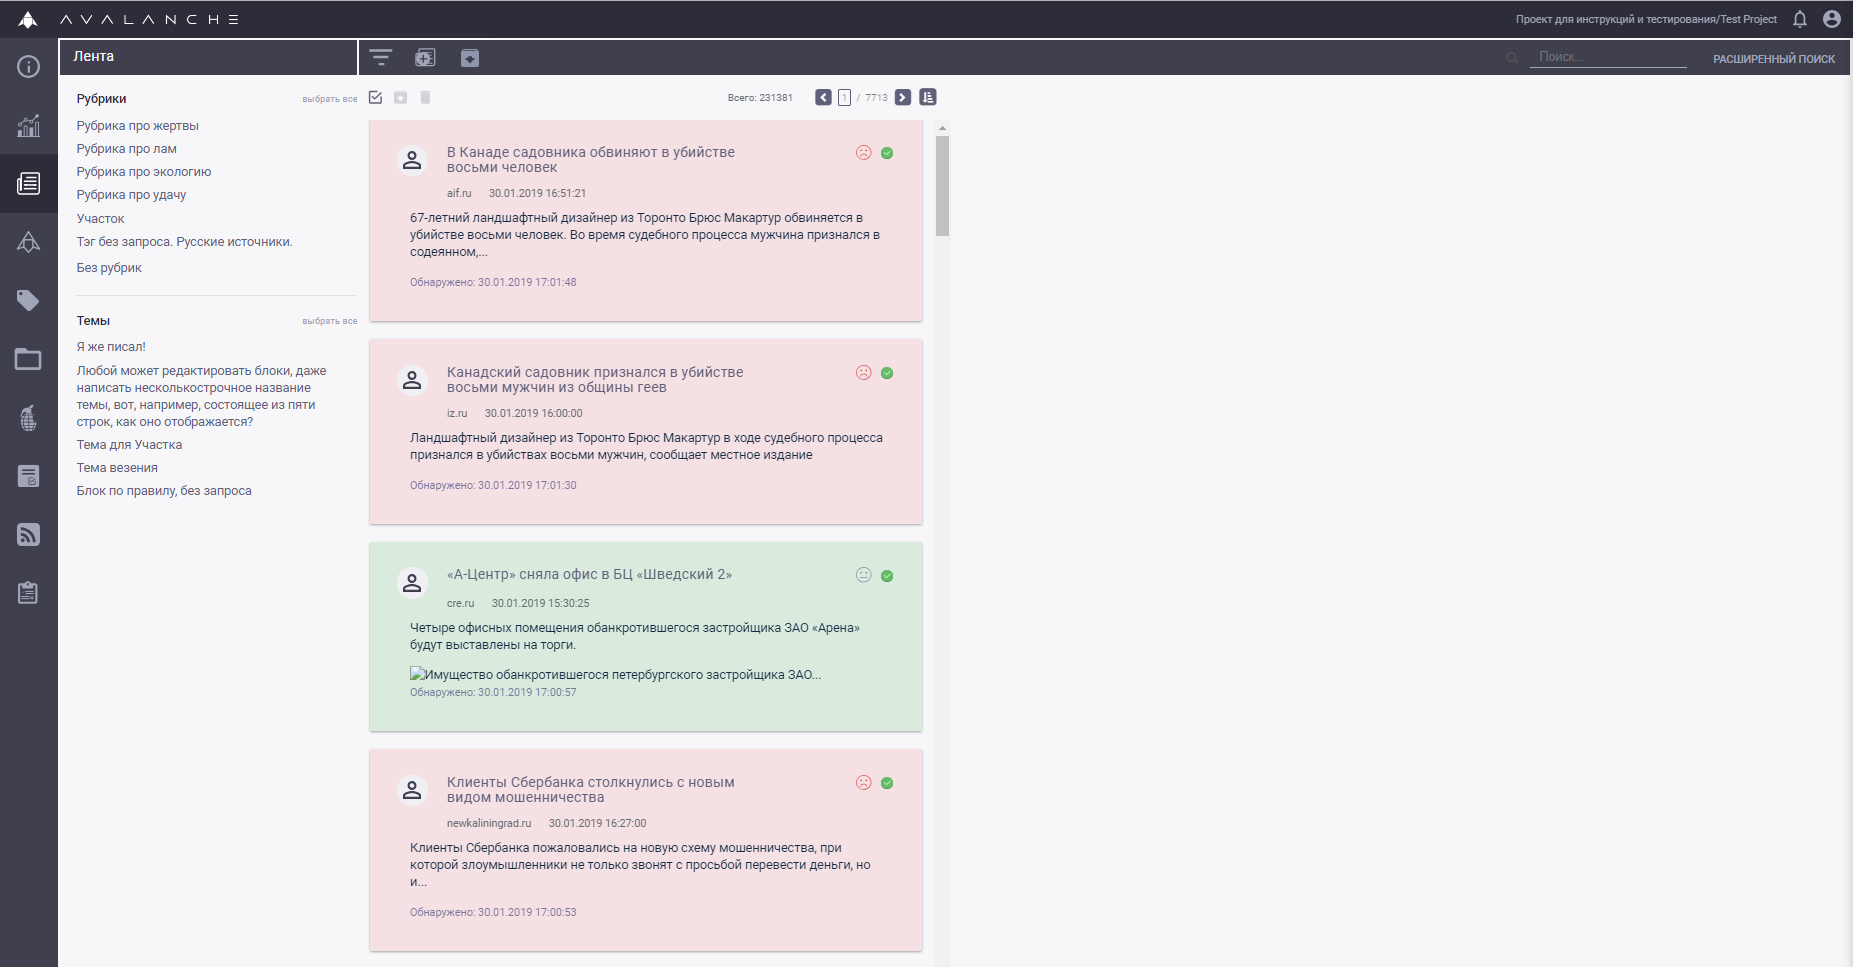 AVALANCHE
Проект для инструкций и тестирования/Test Project
Лента
Поиск...
РАСШИРЕННЫЙ ПОИСК
Рубрики
выбрать все
Рубрика про жертвы
Рубрика про лам
Рубрика про экологию
Рубрика про удачу
Участок
Тэг без запроса. Русские источники.
Без рубрик
Темы
выбрать все
Я же писал!
Любой может редактировать блоки, даже
написать несколькострочное название
темы, вот, например, состоящее из пяти
строк, как оно отображается?
Тема для Участка
Тема везения
Блок по правилу, без запроса
Всего: 231381
1 / 7713
В Канаде садовника обвиняют в убийстве
восьми человек
aif.ru 30.01.2019 16:51:21
67-летний ландшафтный дизайнер из Торонто Брюс Макартур обвиняется в
убийстве восьми человек. Во время судебного процесса мужчина признался в
содеянном,...
Обнаружено: 30.01.2019 17:01:48
Канадский садовник признался в убийстве
восьми мужчин из общины геев
iz.ru 30.01.2019 16:00:00
Ландшафтный дизайнер из Торонто Брюс Макартур в ходе судебного процесса
признался в убийствах восьми мужчин, сообщает местное издание
Обнаружено: 30.01.2019 17:01:30
«А-Центр» сняла офис в БЦ «Шведский 2»
cre.ru 30.01.2019 15:30:25
Четыре офисных помещения обанкротившегося застройщика ЗАО «Арена»
будут выставлены на торги.
Имущество обанкротившегося петербургского застройщика ЗАО...
Обнаружено: 30.01.2019 17:00:57
Клиенты Сбербанка столкнулись с новым
видом мошенничества
newkaliningrad.ru 30.01.2019 16:27:00
Клиенты Сбербанка пожаловались на новую схему мошенничества, при
которой злоумышленники не только звонят с просьбой перевести деньги, но
и...
Обнаружено: 30.01.2019 17:00:53